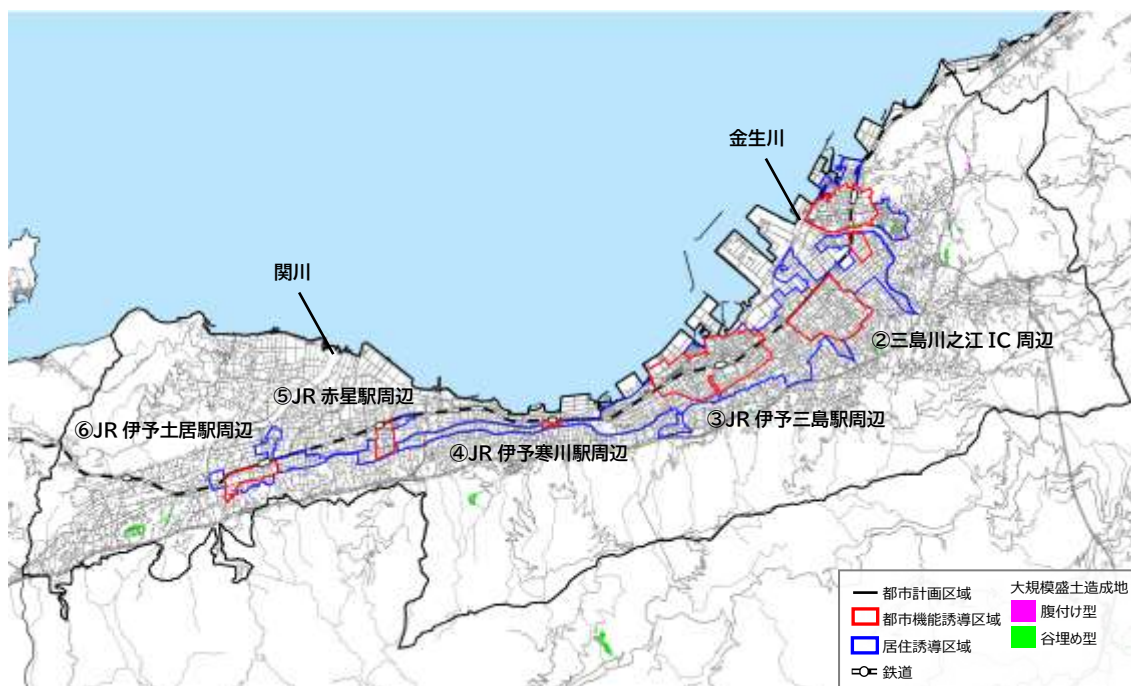 金生川
関川
②三島川之江 IC 周辺
⑤JR 赤星駅周辺
③JR 伊予三島駅周辺
⑥JR 伊予土居駅周辺
④JR 伊予寒川駅周辺
都市計画区域
都市機能誘導区域
居住誘導区域
鉄道
大規模盛土造成地
腹付け型
谷埋め型